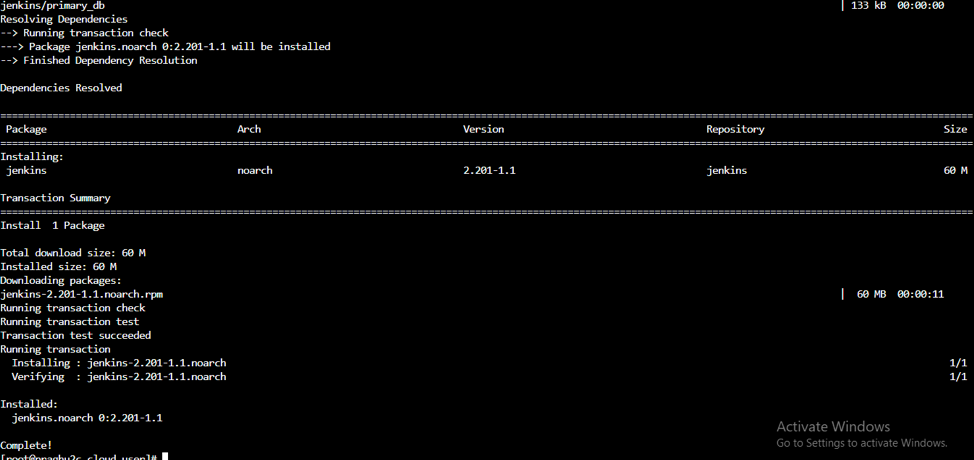 jenkins/primary_db | 133 kB 00:00:00
Resolving Dependencies
--> Running transaction check
---> Package jenkins.noarch 0:2.201-1.1 will be installed
--> Finished Dependency Resolution
Dependencies Resolved
================================================================================
Package Arch Version Repository Size
================================================================================
Installing:
jenkins noarch 2.201-1.1 jenkins 60 M
Transaction Summary
================================================================================
Install 1 Package
Total download size: 60 M
Installed size: 60 M
Downloading packages:
jenkins-2.201-1.1.noarch.rpm | 60 MB 00:00:11
Running transaction check
Running transaction test
Transaction test succeeded
Running transaction
Installing : jenkins-2.201-1.1.noarch 1/1
Verifying : jenkins-2.201-1.1.noarch 1/1
Installed:
jenkins.noarch 0:2.201-1.1
Complete!
[root@praghu2c cloud_user]#
Activate Windows
Go to Settings to activate Windows.